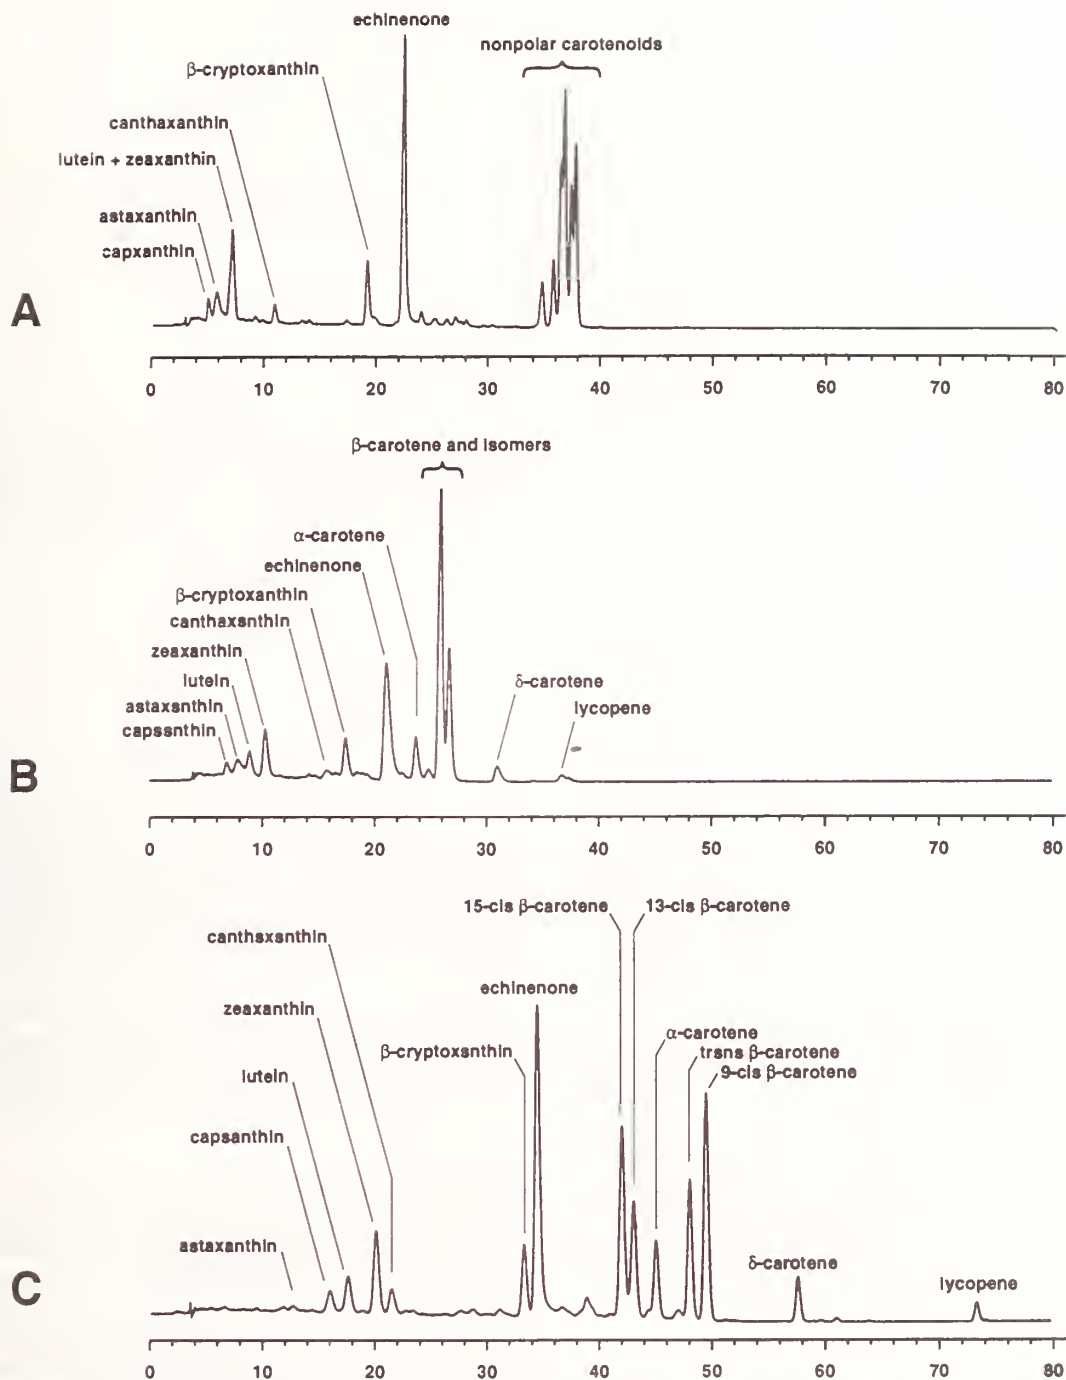 echinenone
nonpolar carotenoids
β-cryptoxanthin
canthaxanthin
lutein + zeaxanthin
astaxanthin
capxanthin
A
0 10 20 30 40 50 60 70 80
β-carotene and isomers
α-carotene
echinenone
β-cryptoxanthin
canthaxsnthin
zeaxanthin
lutein
δ-carotene
astaxsnthin
lycopene
capssnthin
B
0 10 20 30 40 50 60 70 80
15-cis β-carotene
13-cis β-carotene
canthsxsnthin
echinenone
zeaxanthin
α-carotene
β-cryptoxsnthin
trsns β-carotene
9-cis β-carotene
lutein
capsanthin
astaxanthin
δ-carotene
lycopene
C
0 10 20 30 40 50 60 70 80